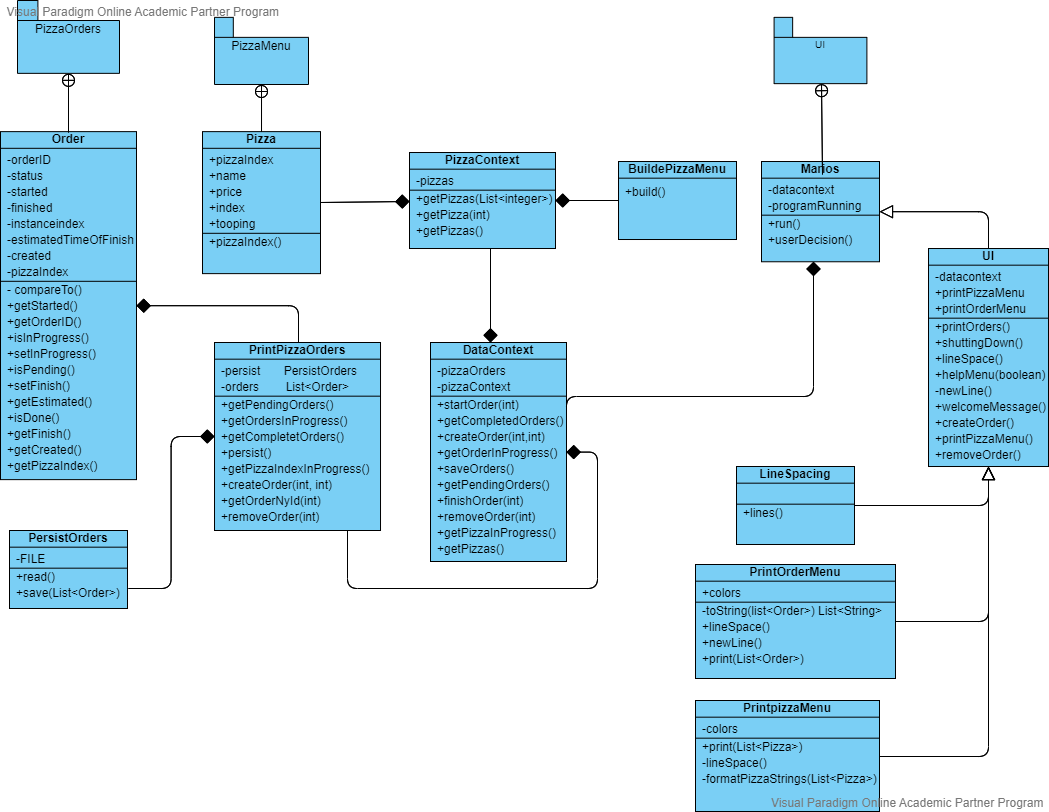 Visual Paradigm Online Academic Partner Program
PizzaOrders
PizzaMenu
UI
Order
-orderID
-status
-started
-finished
-instanceindex
-estimatedTimeOfFinish
-created
-pizzaIndex
- compareTo()
+getStarted()
+getOrderID()
+isInProgress()
+setInProgress()
+isPending()
+setFinish()
+getEstimated()
+isDone()
+getFinish()
+getCreated()
+getPizzaIndex()
Pizza
+pizzaIndex
+name
+price
+index
+tooping
+pizzaIndex()
PizzaContext
-pizzas
+getPizzas(List<integer>)
+getPizza(int)
+getPizzas()
BuildePizzaMenu
+build()
Marios
-datacontext
-programRunning
+run()
+userDecision()
UI
-datacontext
+printPizzaMenu
+printOrderMenu
+printOrders()
+shuttingDown()
+lineSpace()
+helpMenu(boolean)
-newLine()
+welcomeMessage()
+createOrder()
+printPizzaMenu()
+removeOrder()
PrintPizzaOrders
-persist PersistOrders
-orders List<Order>
+getPendingOrders()
+getOrdersInProgress()
+getCompletetOrders()
+persist()
+getPizzaIndexInProgress()
+createOrder(int, int)
+getOrderNyId(int)
+removeOrder(int)
DataContext
-pizzaOrders
-pizzaContext
+startOrder(int)
+getCompletedOrders()
+createOrder(int,int)
+getOrderInProgress()
+saveOrders()
+getPendingOrders()
+finishOrder(int)
+removeOrder(int)
+getPizzaInProgress()
+getPizzas()
PersistOrders
-FILE
+read()
+save(List<Order>)
LineSpacing
+lines()
PrintOrderMenu
+colors
-toString(list<Order>) List<String>
+lineSpace()
+newLine()
+print(List<Order>)
PrintpizzaMenu
-colors
+print(List<Pizza>)
-lineSpace()
-formatPizzaStrings(List<Pizza>)
Visual Paradigm Online Academic Partner Program